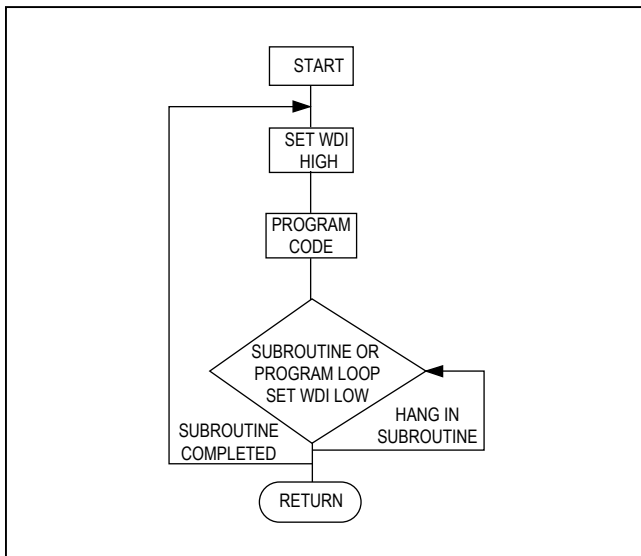 START
SET WDI
HIGH
PROGRAM
CODE
SUBROUTINE OR
PROGRAM LOOP
SET WDI LOW
HANG IN
SUBROUTINE
SUBROUTINE
COMPLETED
RETURN